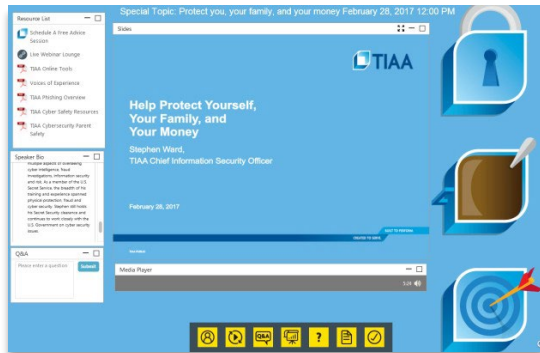 Special Topic: Protect you, your family, and your money February 28, 2017 12:00 PM
Resource List
Schedule A Free Advice
Session
Live Webinar Lounge
TIAA Online Tools
Voices of Experience
TIAA Phishing Overview
TIAA Cyber Safety Resources
TIAA Cybersecurity Parent
Safety
Speaker Bio
multiple aspects of overseeing
cyber intelligence, fraud
investigations, information security
and risk. As a member of the U.S.
Secret Service, the breadth of his
training and experience spanned
physical protection, fraud and
cyber security. Stephen still holds
his Secret Security clearance and
continues to work closely with the
U.S. Government on cyber security
issues.
Q&A
Please enter a question
Submit
Slides
TIAA
Help Protect Yourself,
Your Family, and
Your Money
Stephen Ward,
TIAA Chief Information Security Officer
February 28, 2017
BUILT TO PERFORM.
CREATED TO SERVE.
Media Player
Q&A
?